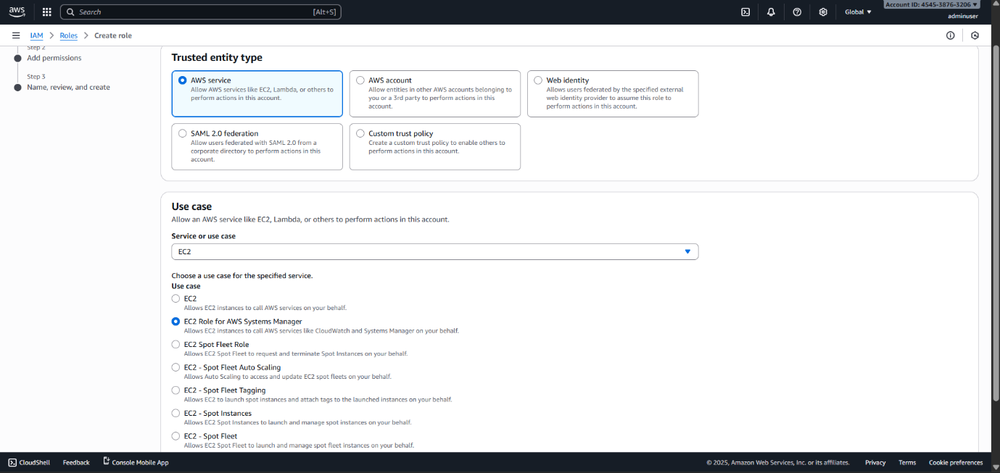 aws
Search
[Alt+S]
Global
Account ID: 4545-3876-3206
adminuser
IAM
Roles
Create role
Step 2
Add permissions
Step 3
Name, review, and create
Trusted entity type
AWS service
Allow AWS services like EC2, Lambda, or others to
perform actions in this account.
AWS account
Allow entities in other AWS accounts belonging to
you or a 3rd party to perform actions in this
account.
Web identity
Allows users federated by the specified external
web identity provider to assume this role to
perform actions in this account.
SAML 2.0 federation
Allow users federated with SAML 2.0 from a
corporate directory to perform actions in this
account.
Custom trust policy
Create a custom trust policy to enable others to
perform actions in this account.
Use case
Allow an AWS service like EC2, Lambda, or others to perform actions in this account.
Service or use case
EC2
Choose a use case for the specified service.
Use case
EC2
Allows EC2 instances to call AWS services on your behalf.
EC2 Role for AWS Systems Manager
Allows EC2 instances to call AWS services like CloudWatch and Systems Manager on your behalf.
EC2 Spot Fleet Role
Allows EC2 Spot Fleet to request and terminate Spot Instances on your behalf.
EC2 - Spot Fleet Auto Scaling
Allows Auto Scaling to access and update EC2 spot fleets on your behalf.
EC2 - Spot Fleet Tagging
Allows EC2 to launch spot instances and attach tags to the launched instances on your behalf.
EC2 - Spot Instances
Allows EC2 Spot Instances to launch and manage spot instances on your behalf.
EC2 - Spot Fleet
Allows EC2 Spot Fleet to launch and manage spot fleet instances on your behalf.
CloudShell
Feedback
Console Mobile App
© 2025, Amazon Web Services, Inc. or its affiliates.
Privacy
Terms
Cookie preferences